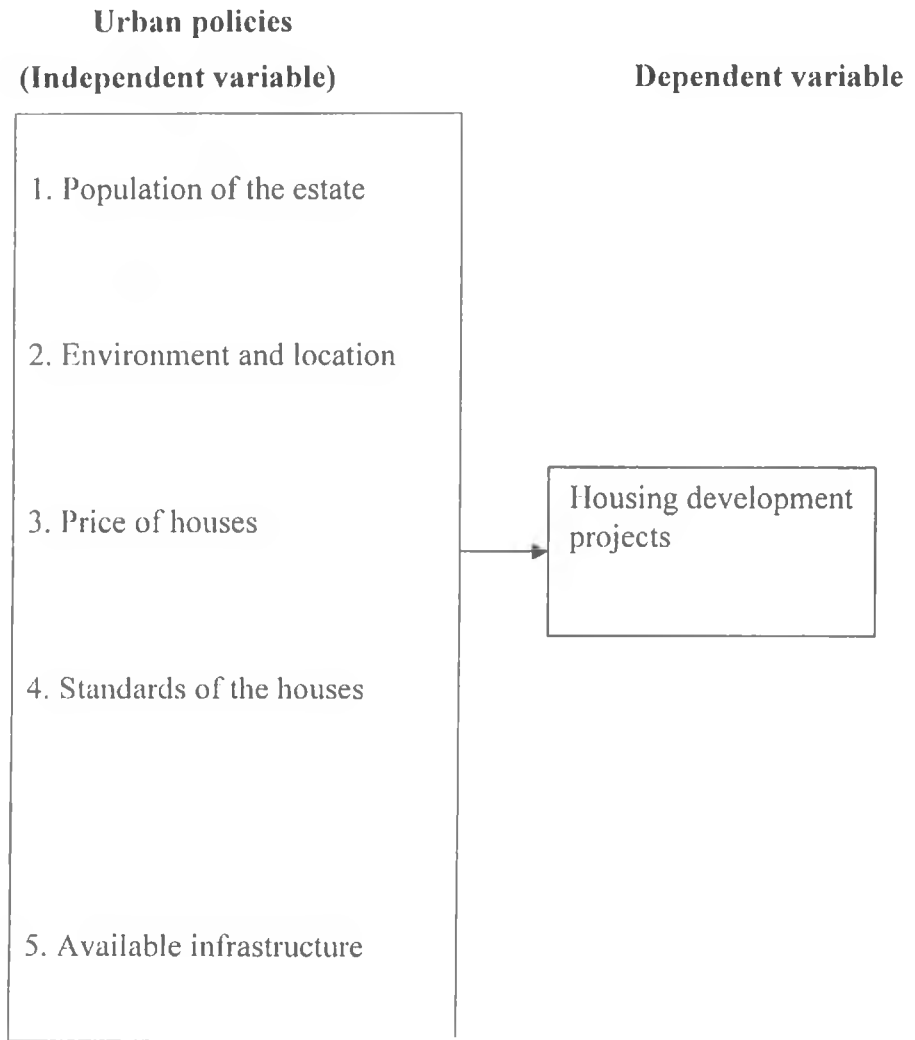 Urban policies
(Independent variable)
Dependent variable
1. Population of the estate
2. Environment and location
3. Price of houses
Housing development
projects
4. Standards of the houses
5. Available infrastructure